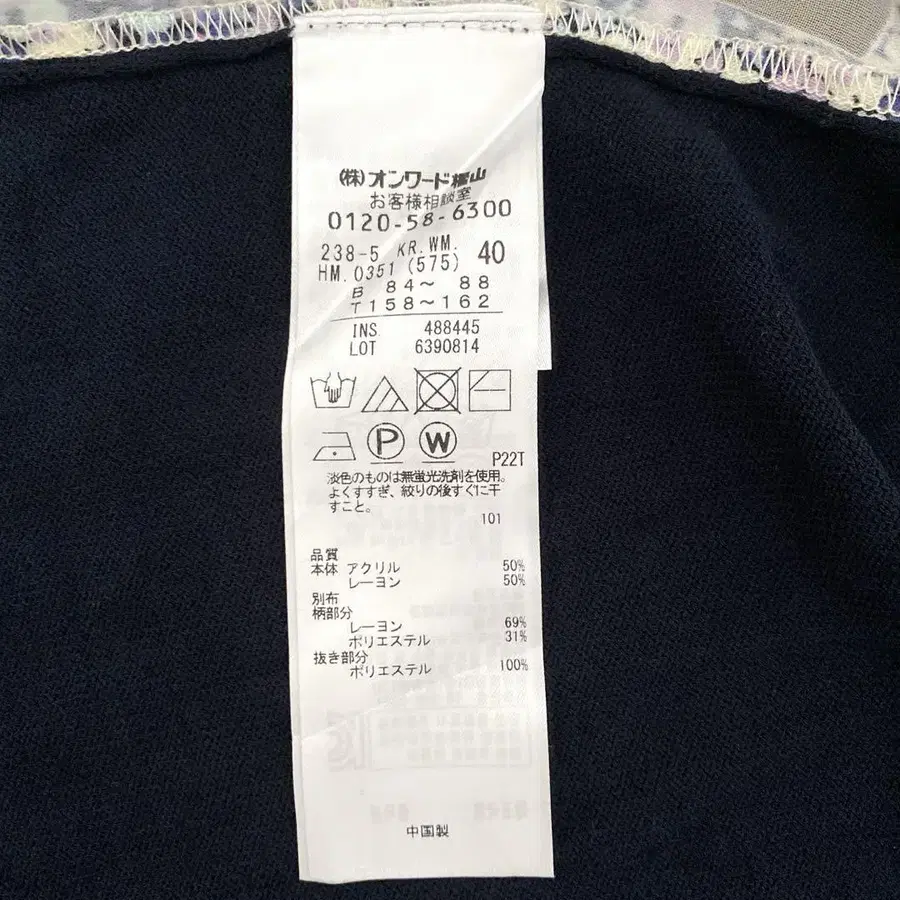 (株)オンワード樫山
お客様相談室
0120-58-6300
238-5 KR.WM. 40
HM.0351 (575)
B 84~ 88
T158~162
INS. 488445
LOT 6390814
P W P22T
淡色のものは無蛍光洗剤を使用。
よくすすぎ、絞りの後すぐに干
すこと。
101
品質
本体 アクリル 50%
レーヨン 50%
別布
柄部分
レーヨン 69%
ポリエステル 31%
抜き部分
ポリエステル 100%
中国製